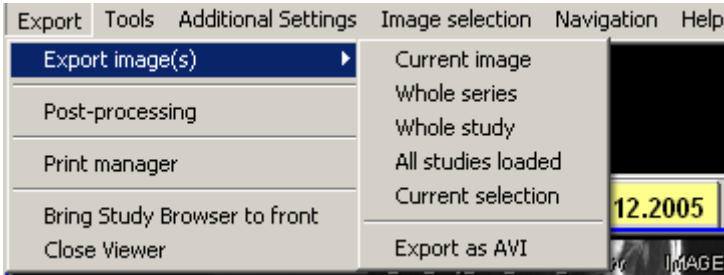 Export Tools Additional Settings Image selection Navigation Help
Export image(s)
Post-processing
Print manager
Bring Study Browser to front
Close Viewer
Current image
Whole series
Whole study
All studies loaded
Current selection
Export as AVI
12.2005
IMAGE